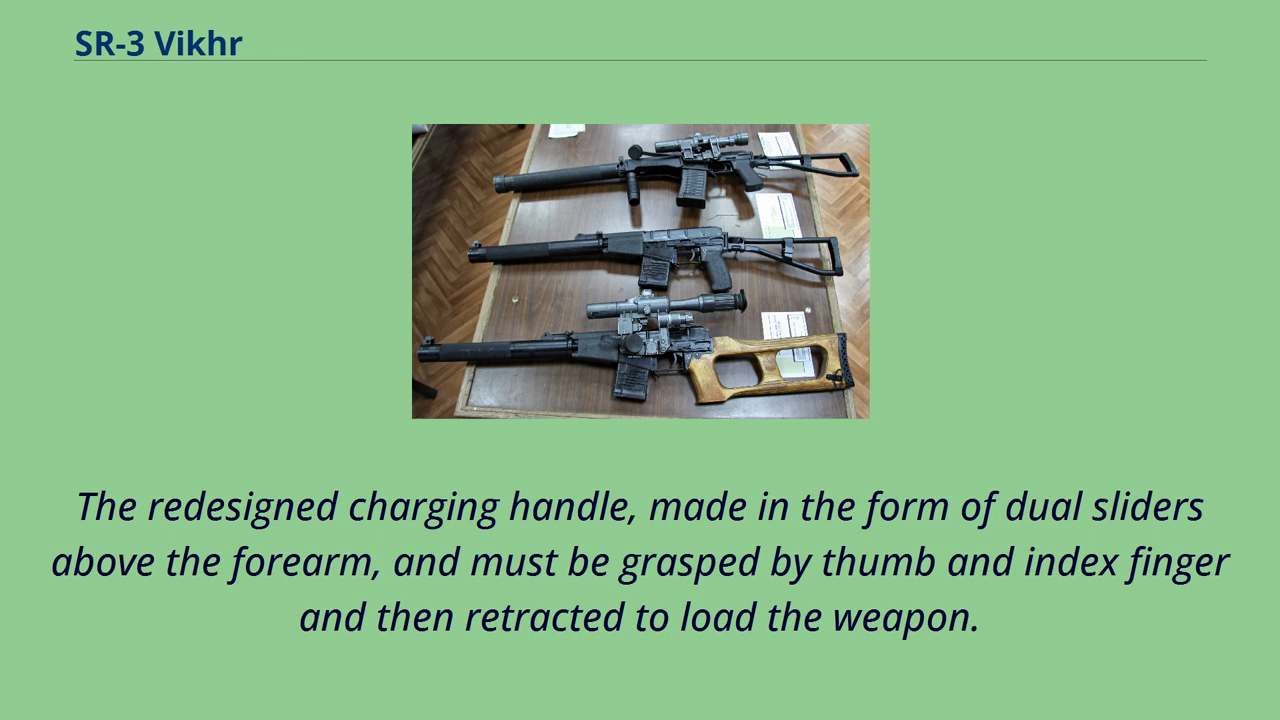 SR-3 Vikhr
The redesigned charging handle, made in the form of dual sliders
above the forearm, and must be grasped by thumb and index finger
and then retracted to load the weapon.